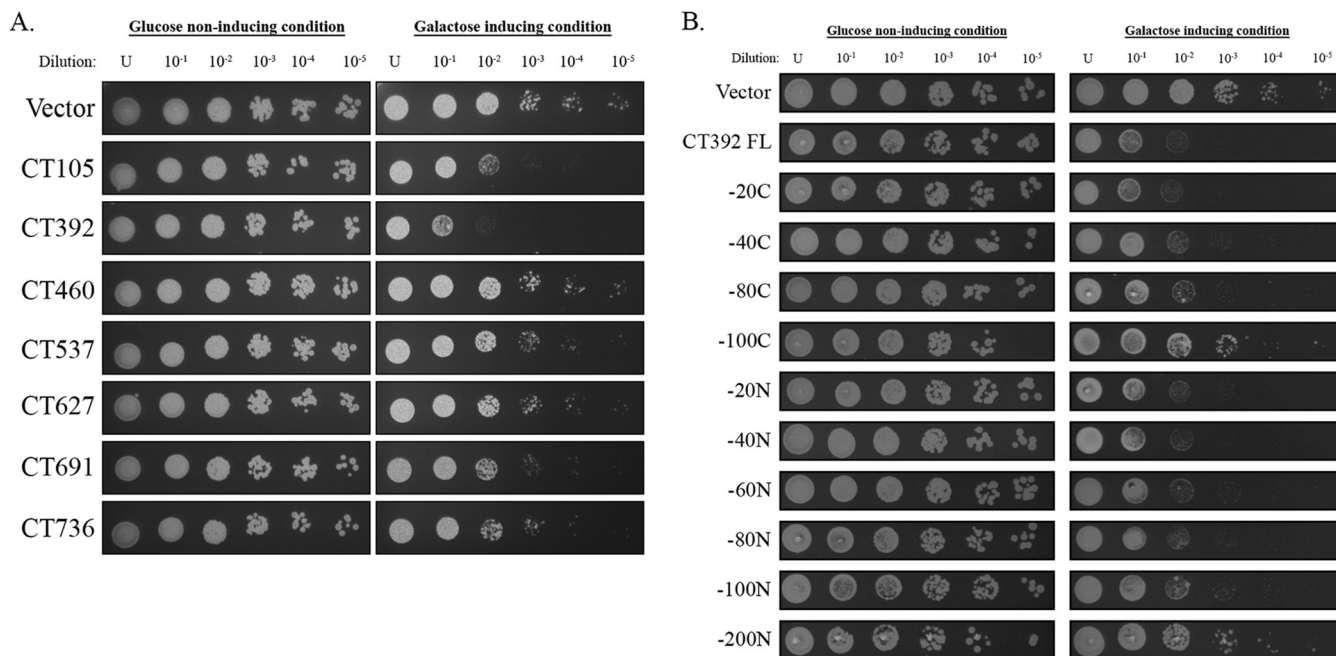 A.
Glucose non-inducing condition Galactose inducing condition
Dilution: U 10⁻¹ 10⁻² 10⁻³ 10⁻⁴ 10⁻⁵ U 10⁻¹ 10⁻² 10⁻³ 10⁻⁴ 10⁻⁵
Vector
CT105
CT392
CT460
CT537
CT627
CT691
CT736
B.
Glucose non-inducing condition Galactose inducing condition
Dilution: U 10⁻¹ 10⁻² 10⁻³ 10⁻⁴ 10⁻⁵ U 10⁻¹ 10⁻² 10⁻³ 10⁻⁴ 10⁻⁵
Vector
CT392 FL
-20C
-40C
-80C
-100C
-20N
-40N
-60N
-80N
-100N
-200N